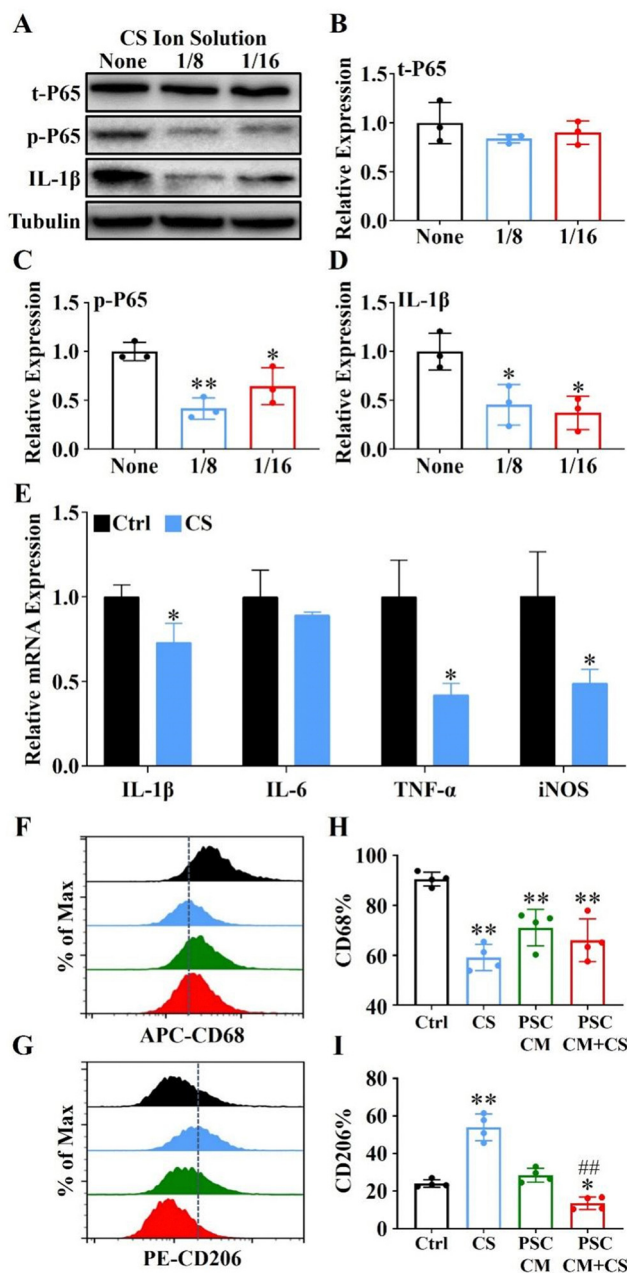 A
CS Ion Solution
None 1/8 1/16
t-P65
p-P65
IL-1β
Tubulin
B
t-P65
Relative Expression
1.5
1.0
0.5
0.0
None 1/8 1/16
C
p-P65
Relative Expression
1.5
1.0
0.5
0.0
**
*
None 1/8 1/16
D
IL-1β
Relative Expression
1.5
1.0
0.5
0.0
*
*
None 1/8 1/16
E
Relative mRNA Expression
1.5
1.0
0.5
0.0
Ctrl CS
*
*
*
IL-1β IL-6 TNF-α iNOS
F
% of Max
APC-CD68
H
CD68%
100
80
60
40
**
**
**
Ctrl CS PSC PSC
CM CM+CS
G
% of Max
PE-CD206
I
CD206%
80
60
40
20
0
**
##
*
Ctrl CS PSC PSC
CM CM+CS